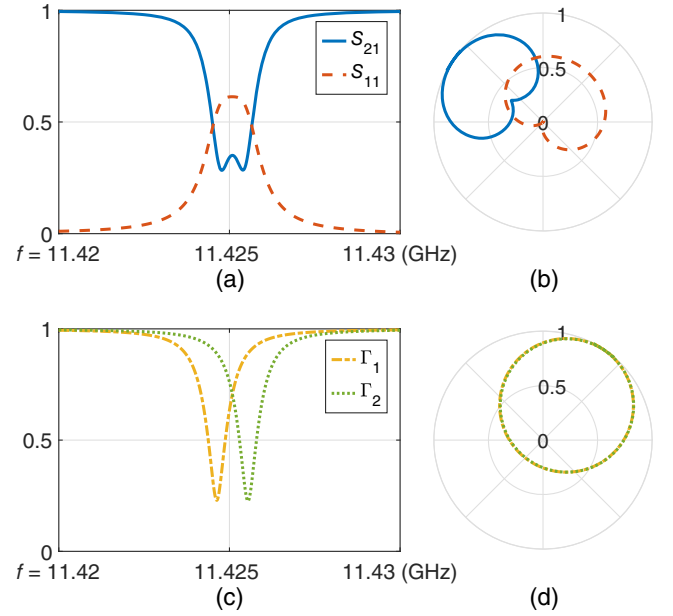 1
0.5
0
S21
S11
f = 11.42 11.425 11.43 (GHz)
(a)
1
0.5
0
(b)
1
0.5
0
Γ1
Γ2
f = 11.42 11.425 11.43 (GHz)
(c)
1
0.5
0
(d)